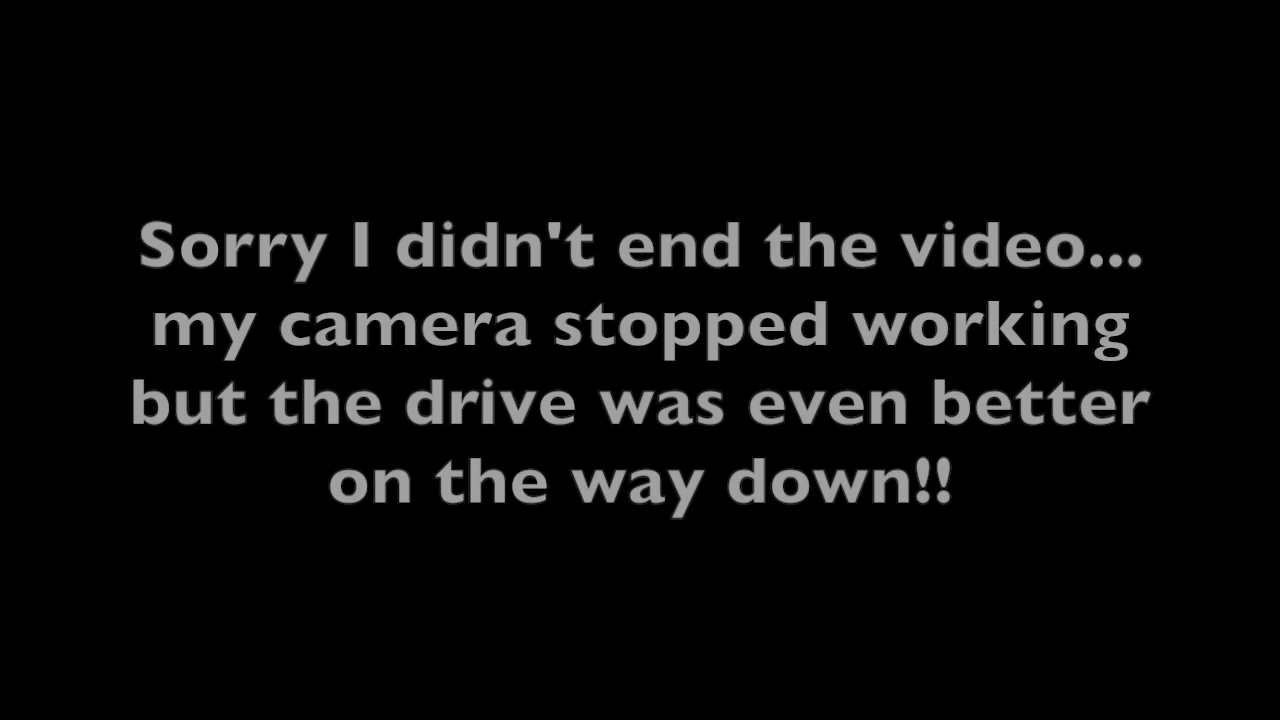 Sorry I didn't end the video...
my camera stopped working
but the drive was even better
on the way down!!